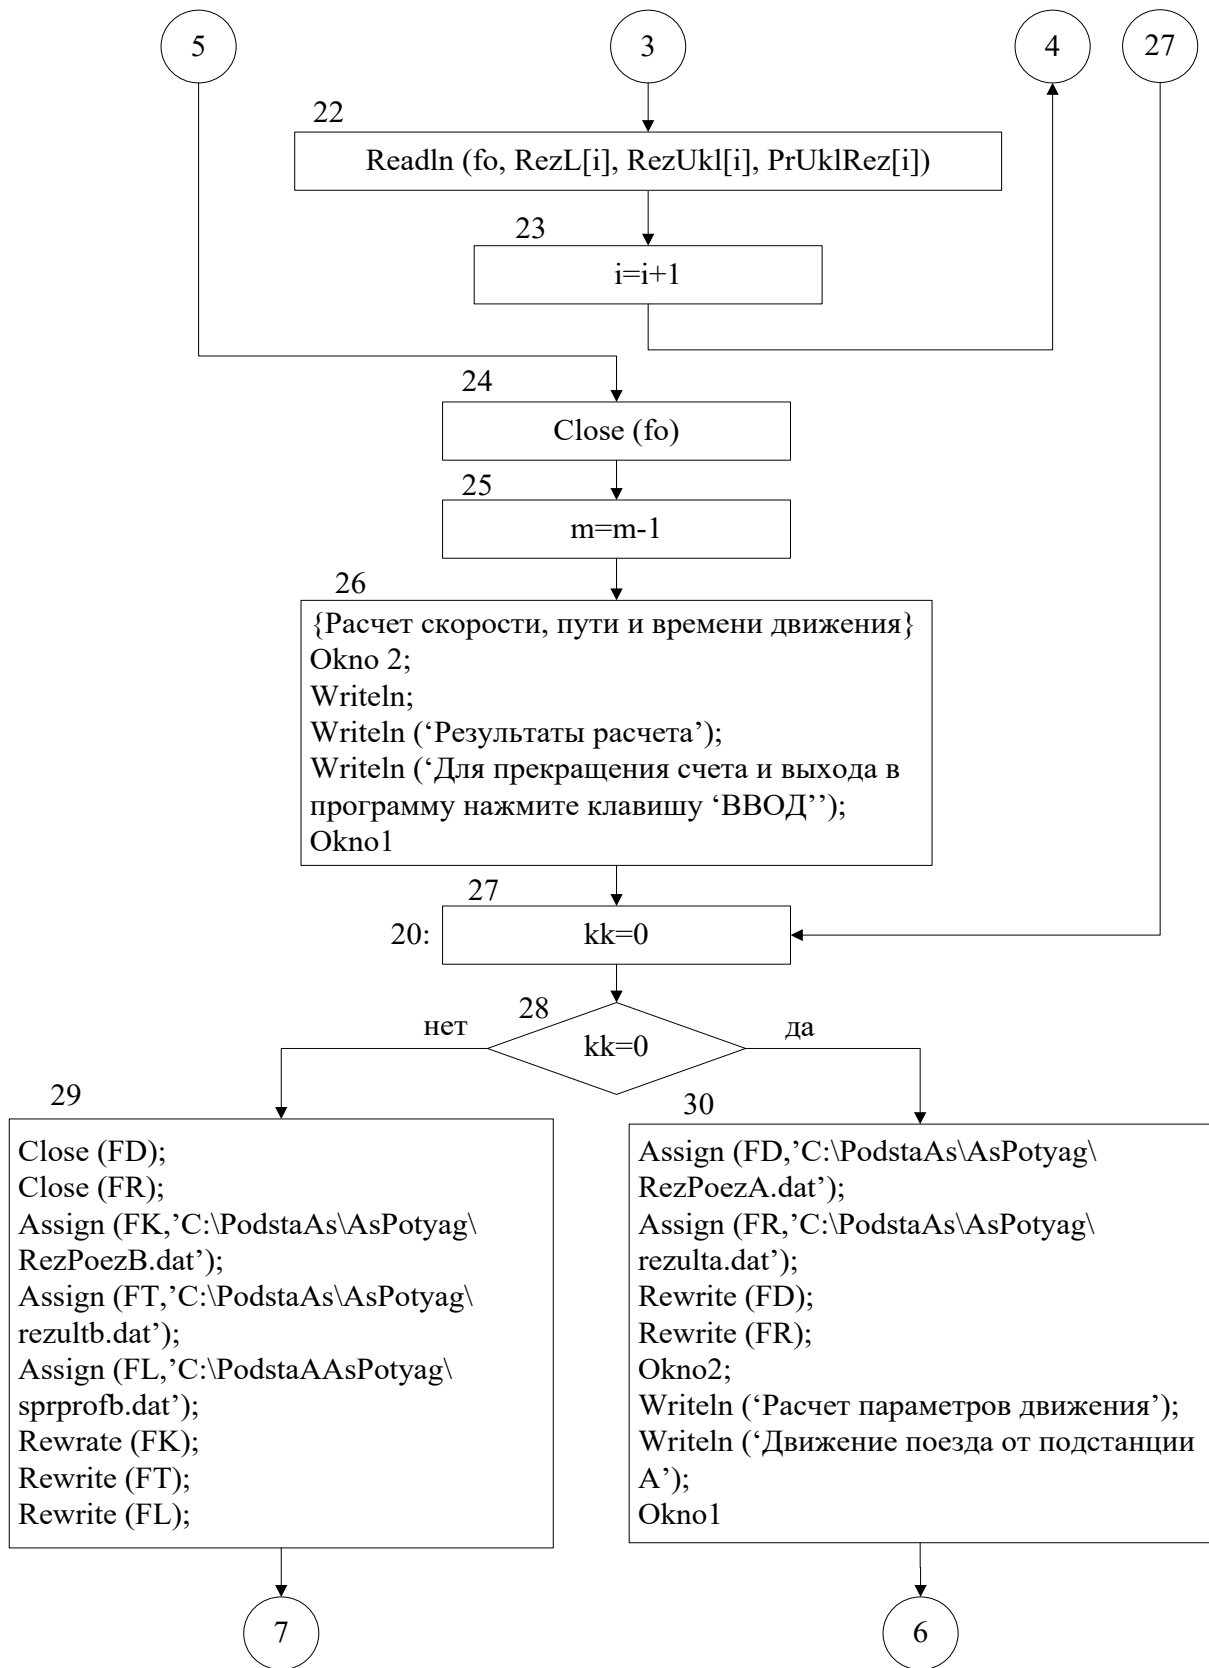 5
3
4
27
22
Readln (fo, RezL[i], RezUkl[i], PrUklRez[i])
23
i=i+1
24
Close (fo)
25
m=m-1
26
{Расчет скорости, пути и времени движения}
Okno 2;
Writeln;
Writeln (‘Результаты расчета’);
Writeln (‘Для прекращения счета и выхода в
программу нажмите клавишу ‘ВВОД’’);
Okno1
27
20:
kk=0
28
нет
kk=0
да
29
Close (FD);
Close (FR);
Assign (FK,’C:\PodstaAs\AsPotyag\
RezPoezB.dat’);
Assign (FT,’C:\PodstaAs\AsPotyag\
rezultb.dat’);
Assign (FL,’C:\PodstaAAsPotyag\
sprprofb.dat’);
Rewrate (FK);
Rewrite (FT);
Rewrite (FL);
30
Assign (FD,’C:\PodstaAs\AsPotyag\
RezPoezA.dat’);
Assign (FR,’C:\PodstaAs\AsPotyag\
rezulta.dat’);
Rewrite (FD);
Rewrite (FR);
Okno2;
Writeln (‘Расчет параметров движения’);
Writeln (‘Движение поезда от подстанции
А’);
Okno1
7
6